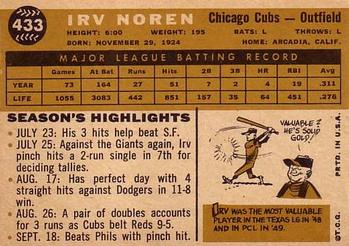 433
IRV NOREN
Chicago Cubs — Outfield
HEIGHT: 6:00 WEIGHT: 195 BATS: L THROWS: L
BORN: NOVEMBER 29, 1924 HOME: ARCADIA, CALIF.
MAJOR LEAGUE BATTING RECORD
Games At Bat Runs Hits 2B 3B HR RBI Avg.
YEAR 73 164 27 51 10 2 4 19 .311
LIFE 1055 3083 442 851 157 35 64 451 .276
SEASON'S HIGHLIGHTS
• JULY 23: His 3 hits help beat S.F.
• JULY 25: Against the Giants again, Irv
pinch hits a 2-run single in 7th for
deciding tallies.
• AUG. 17: Has perfect day with 4
straight hits against Dodgers in 11-8
win.
• AUG. 26: A pair of doubles accounts
for 3 runs as Cubs belt Reds 9-5.
• SEPT. 18: Beats Phils with pinch hit.
VALUABLE?
HE'S SOLID
GOLD!
IRV WAS THE MOST VALUABLE
PLAYER IN THE TEXAS LG. IN '48
AND IN PCL IN '49.
©T.C.G. PRTD. IN U.S.A.